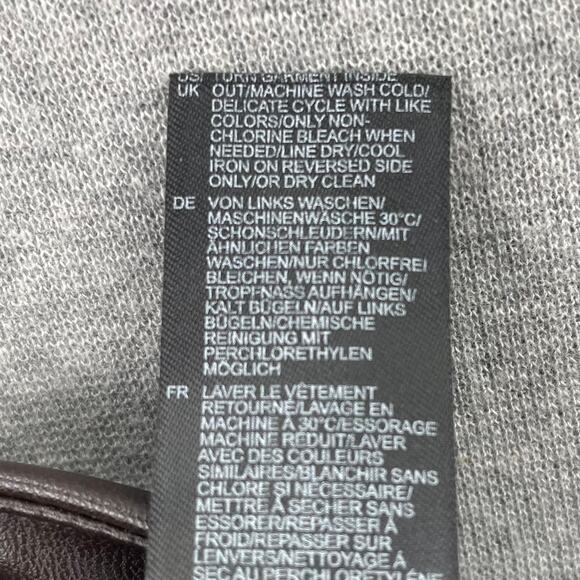 US/ TURN GARMENT INSIDE
UK OUT/MACHINE WASH COLD/
DELICATE CYCLE WITH LIKE
COLORS/ONLY NON-
CHLORINE BLEACH WHEN
NEEDED/LINE DRY/COOL
IRON ON REVERSED SIDE
ONLY/OR DRY CLEAN
DE VON LINKS WASCHEN/
MASCHINENWÄSCHE 30°C/
SCHONSCHLEUDERN/MIT
ÄHNLICHEN FARBEN
WASCHEN/NUR CHLORFREI
BLEICHEN, WENN NÖTIG/
TROPFNASS AUFHÄNGEN/
KALT BÜGELN/AUF LINKS
BÜGELN/CHEMISCHE
REINIGUNG MIT
PERCHLORETHYLEN
MÖGLICH
FR LAVER LE VÊTEMENT
RETOURNÉ/LAVAGE EN
MACHINE À 30°C/ESSORAGE
MACHINE RÉDUIT/LAVER
AVEC DES COULEURS
SIMILAIRES/BLANCHIR SANS
CHLORE SI NÉCESSAIRE/
METTRE À SÉCHER SANS
ESSORER/REPASSER À
FROID/REPASSER SUR
L'ENVERS/NETTOYAGE À
SEC AU PERCHLORETYLÈNE